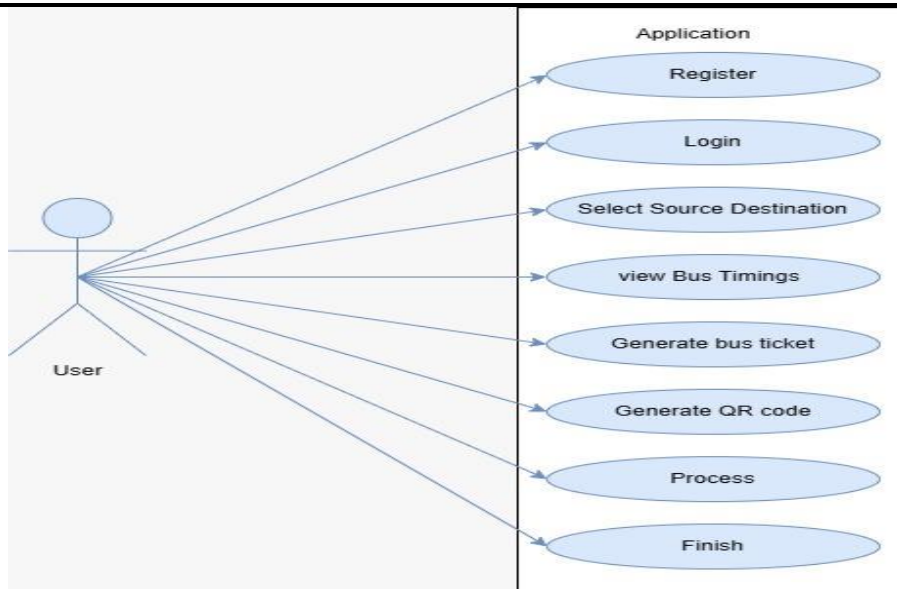 Application
Register
Login
Select Source Destination
view Bus Timings
Generate bus ticket
User
Generate QR code
Process
Finish